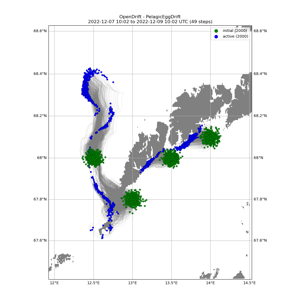 OpenDrift - PelagicEggDrift
2022-12-07 10:02 to 2022-12-09 10:02 UTC (49 steps)
initial (2000)
active (2000)
68.6°N 68.6°N
68.4°N 68.4°N
68.2°N 68.2°N
68°N 68°N
67.8°N 67.8°N
67.6°N 67.6°N
12°E 12.5°E 13°E 13.5°E 14°E 14.5°E